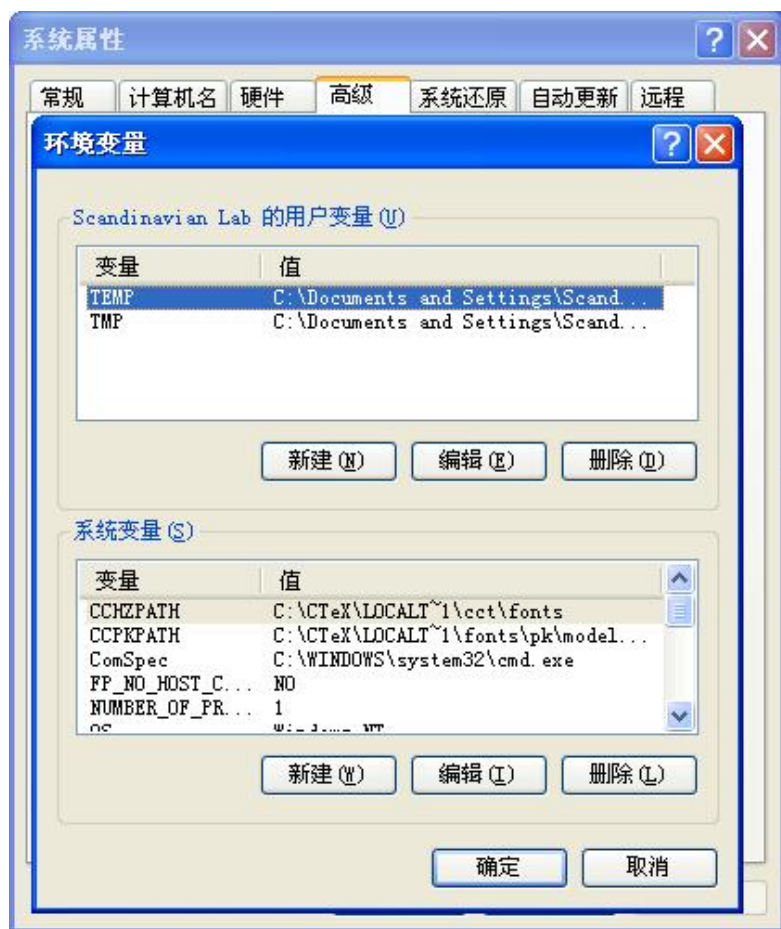 系统属性
常规 计算机名 硬件 高级 系统还原 自动更新 远程
环境变量
Scandinavian Lab 的用户变量(U)
变量 值
TEMP C:\Documents and Settings\Scand...
TMP C:\Documents and Settings\Scand...
新建(N) 编辑(E) 删除(D)
系统变量(S)
变量 值
CCHZPATH C:\CTeX\LOCALT~1\cct\fonts
CCPKPATH C:\CTeX\LOCALT~1\fonts\pk\model...
ComSpec C:\WINDOWS\system32\cmd.exe
FP_NO_HOST_C... NO
NUMBER_OF_PR... 1
OS Windows_NT
新建(W) 编辑(I) 删除(L)
确定 取消